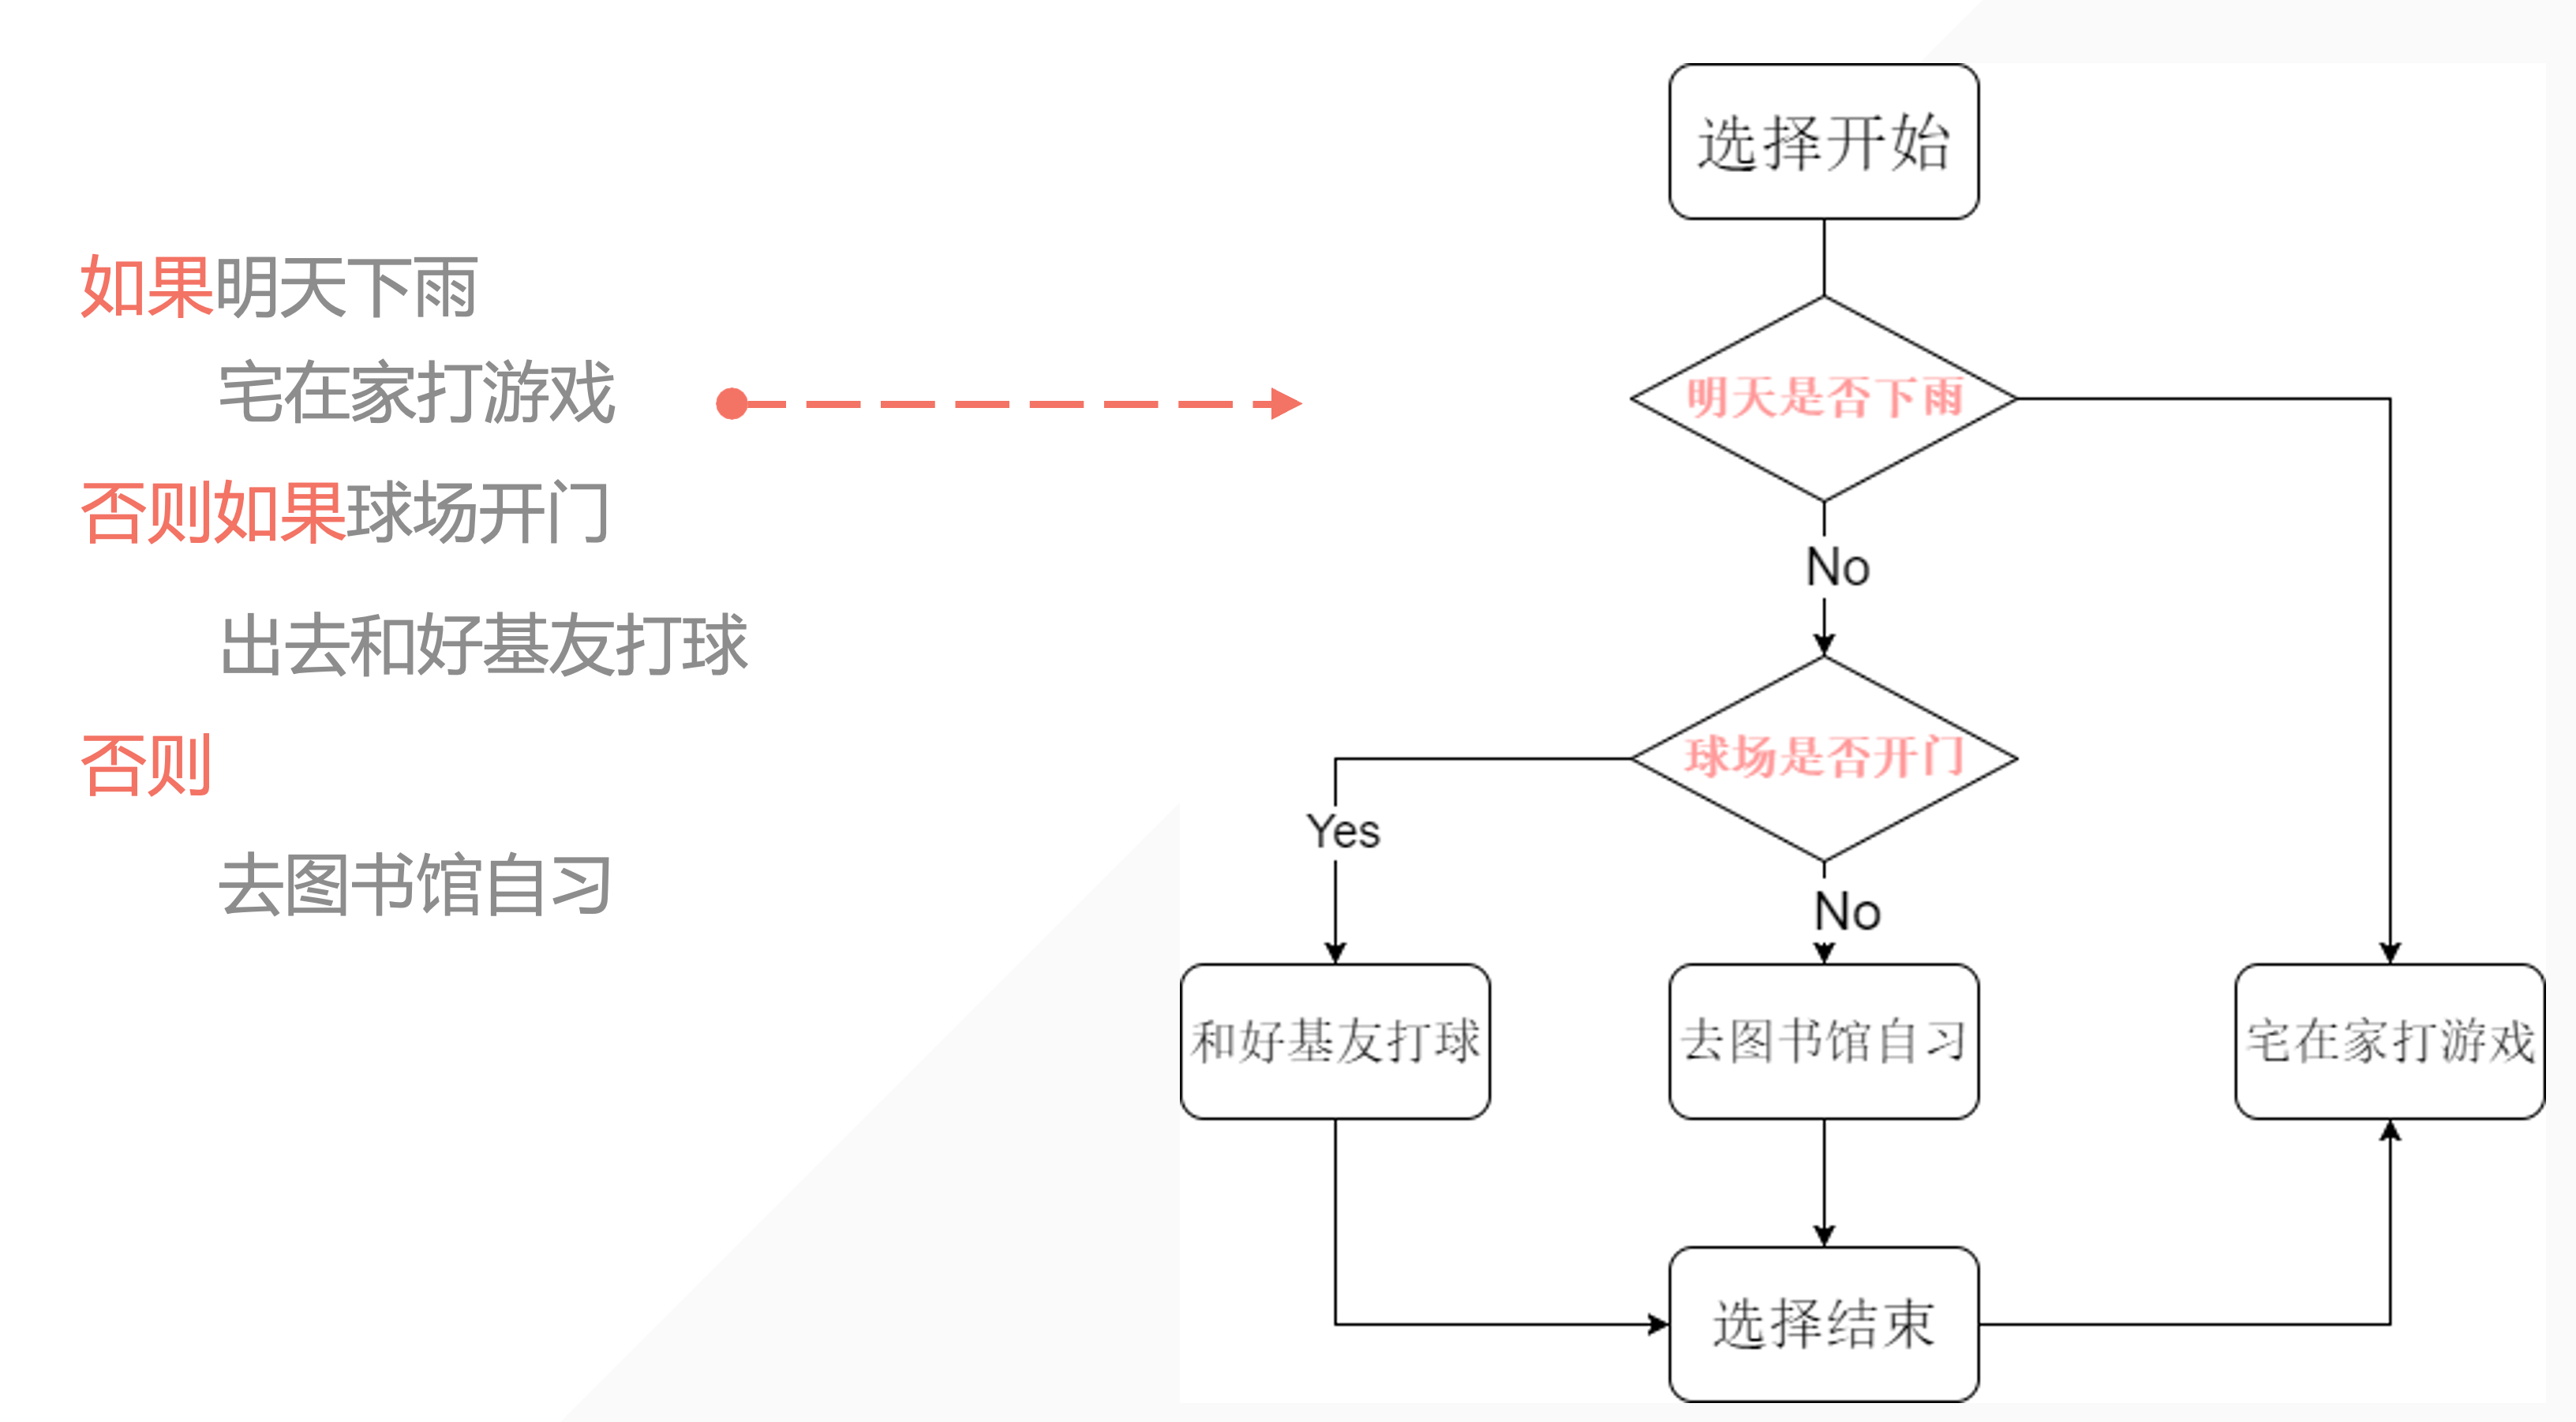 如果明天下雨
宅在家打游戏
否则如果球场开门
出去和好基友打球
否则
去图书馆自习
选择开始
明天是否下雨
No
球场是否开门
Yes
No
和好基友打球
去图书馆自习
宅在家打游戏
选择结束